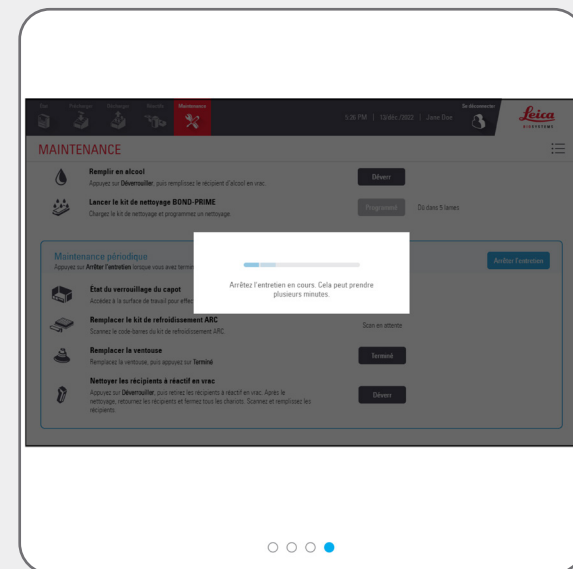 Précharger
Décharger
Réactifs
Maintenance
5:26 PM | 13/déc./2022 | Jane Doe
Se déconnecter
Leica
BIOSYSTEMS
MAINTENANCE
Remplir en alcool
Appuyez sur Déverrouiller, puis remplissez le récipient d'alcool en vrac.
Déverr
Lancer le kit de nettoyage BOND-PRIME
Chargez le kit de nettoyage et programmez un nettoyage.
Programmé
Dû dans 5 lames
Maintenance périodique
Appuyez sur Arrêter l'entretien lorsque vous avez termin
Arrêter l'entretien
Arrêtez l'entretien en cours. Cela peut prendre
plusieurs minutes.
État du verrouillage du capot
Accédez à la surface de travail pour effec
Remplacer le kit de refroidissement ARC
Scannez le code-barres du kit de refroidissement ARC.
Scan en attente
Remplacer la ventouse
Remplacez la ventouse, puis appuyez sur Terminé
Terminé
Nettoyer les récipients à réactif en vrac
Appuyez sur Déverrouiller, puis retirez les récipients à réactif en vrac. Après le
nettoyage, retournez les récipients et fermez tous les chariots. Scannez et remplissez les
récipients.
Déverr